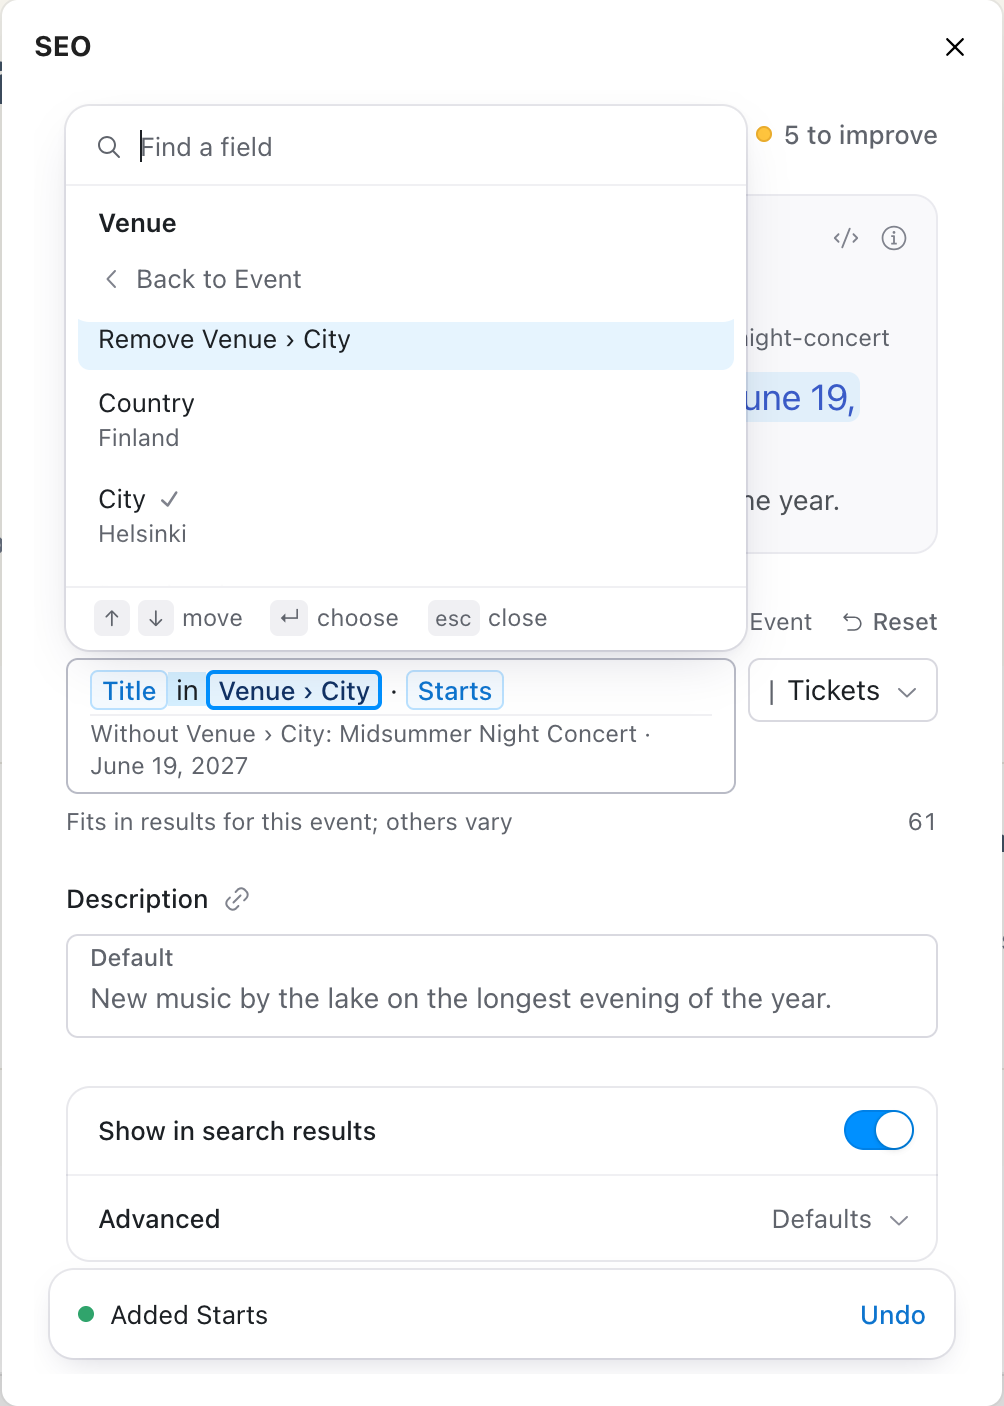 SEO
Find a field
5 to improve
Venue
</>
Back to Event
Remove Venue › City
ight-concert
Country
Finland
une 19,
City ✓
Helsinki
he year.
↑ ↓ move ↵ choose esc close
Event Reset
Title in Venue › City · Starts
| Tickets
Without Venue › City: Midsummer Night Concert ·
June 19, 2027
Fits in results for this event; others vary 61
Description
Default
New music by the lake on the longest evening of the year.
Show in search results
Advanced Defaults
Added Starts Undo